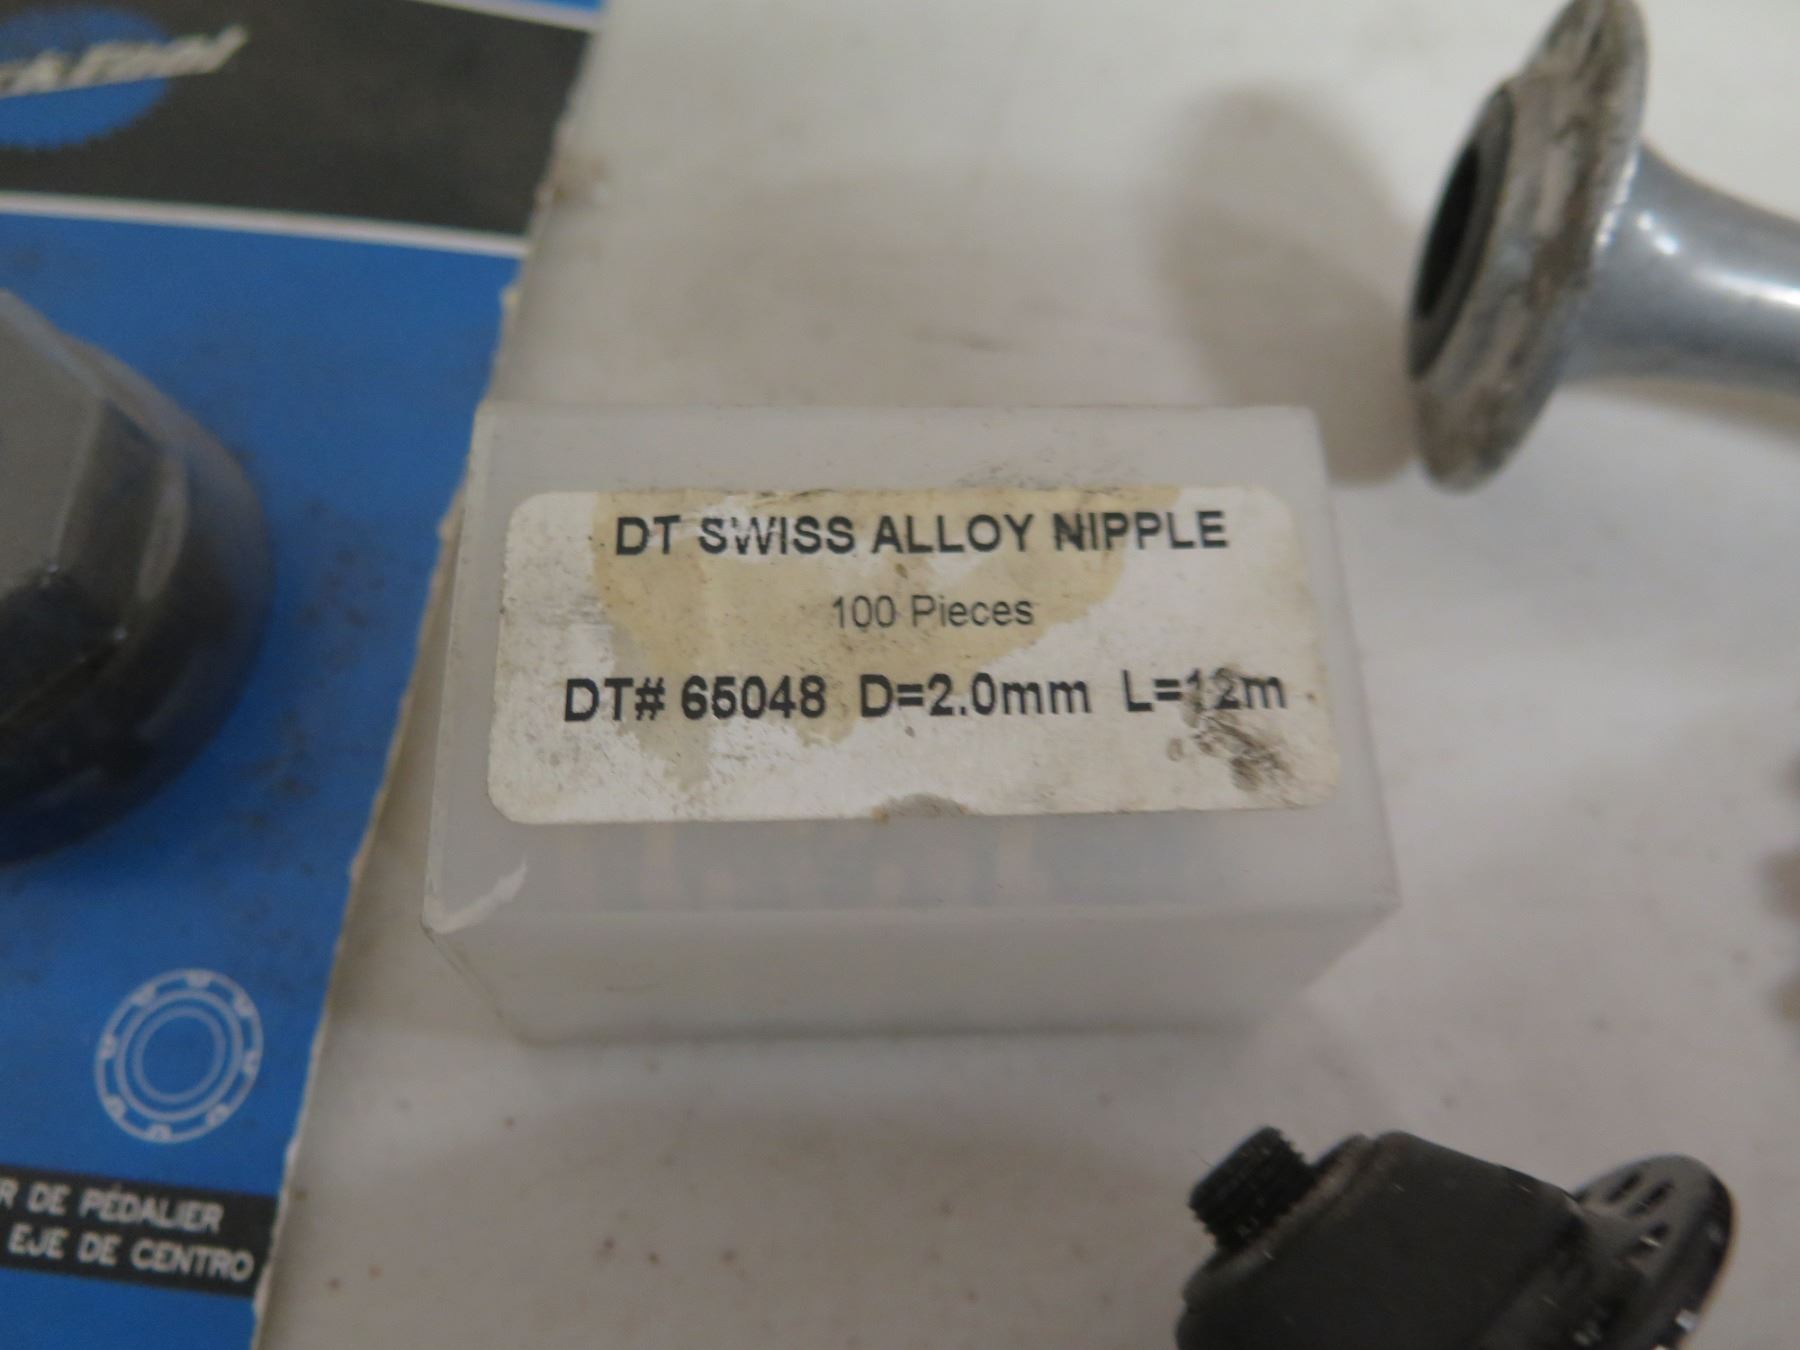 DT SWISS ALLOY NIPPLE
100 Pieces
DT# 65048 D=2.0mm L=12m
R DE PÉDALIER
EJE DE CENTRO